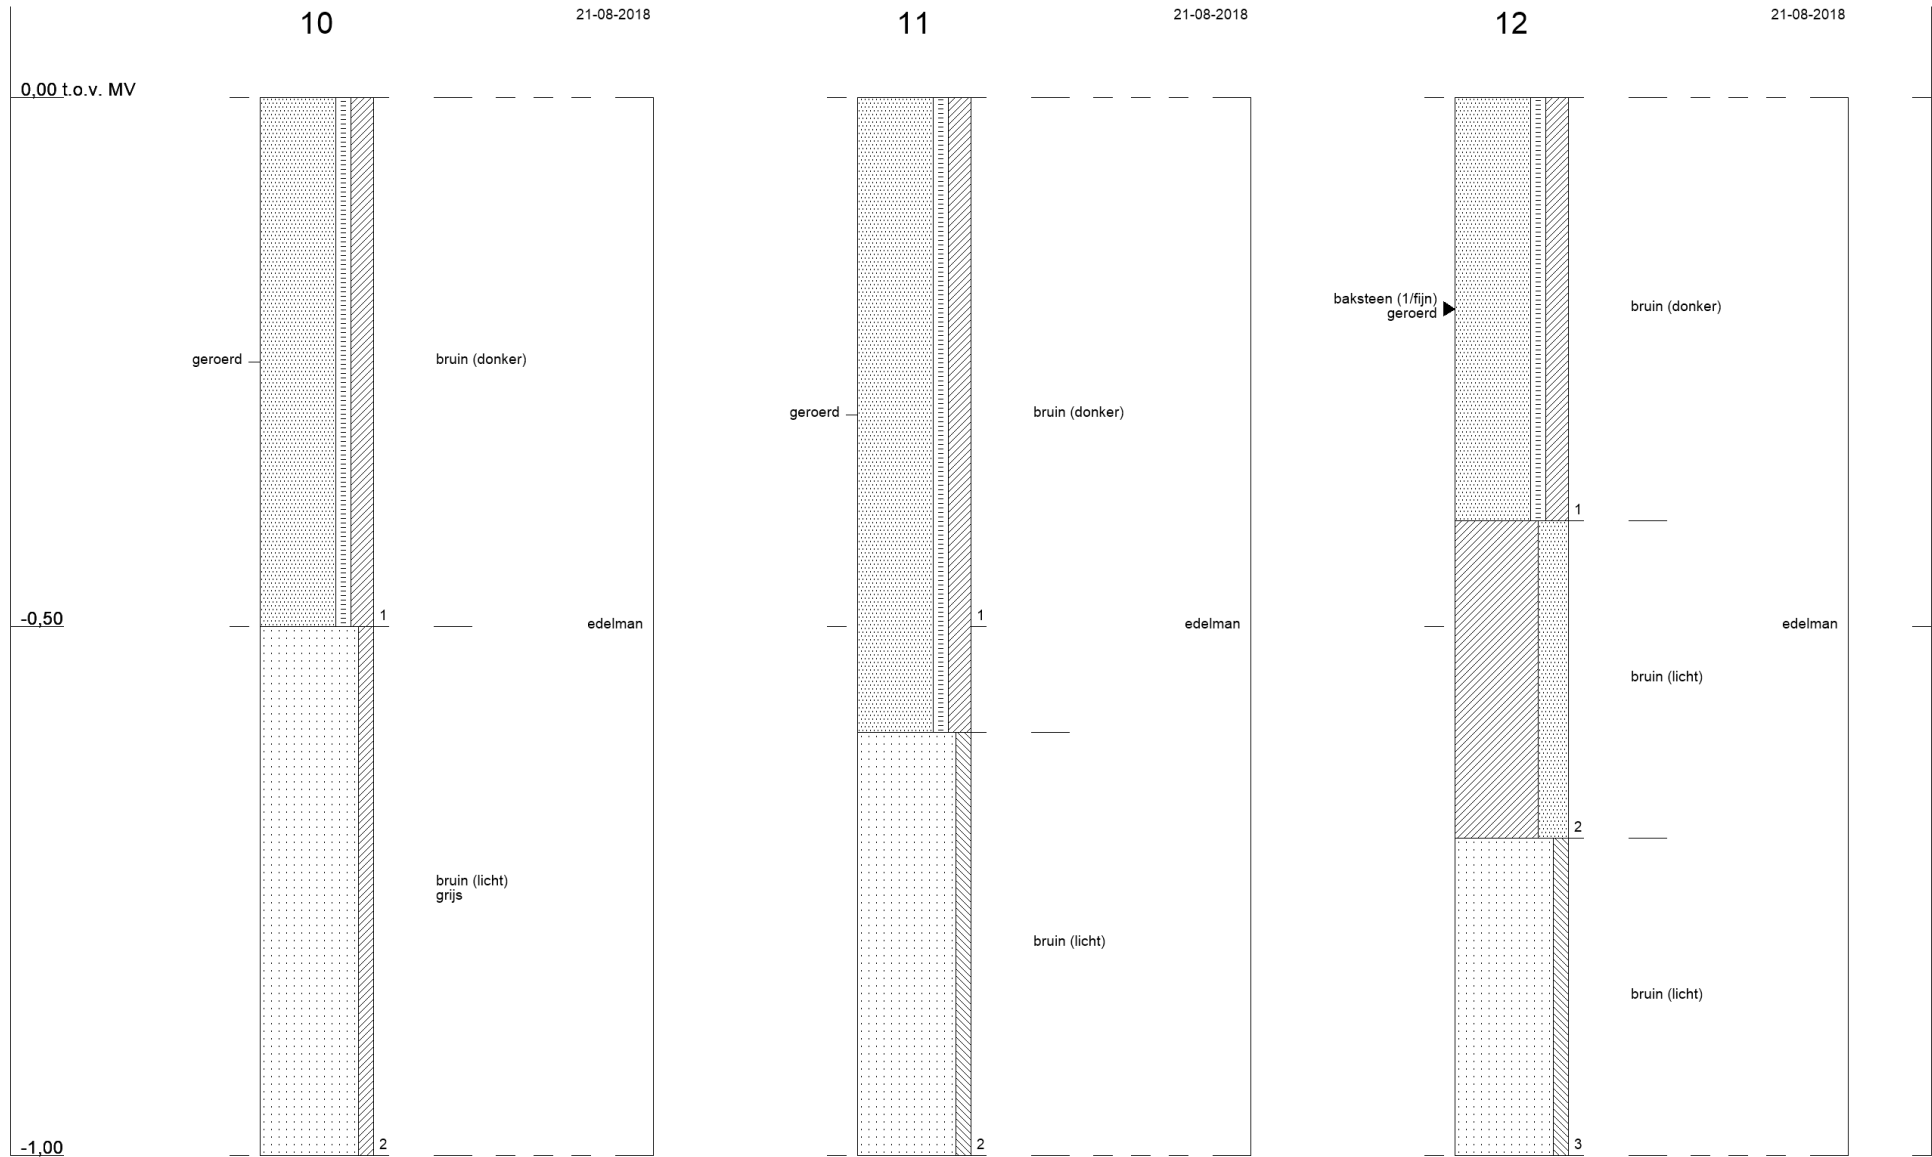 10
21-08-2018
11
21-08-2018
12
21-08-2018
0,00 t.o.v. MV
baksteen (1/fijn)
geroerd
bruin (donker)
geroerd
bruin (donker)
geroerd
bruin (donker)
1
-0,50
1
edelman
1
edelman
edelman
bruin (licht)
2
bruin (licht)
grijs
bruin (licht)
bruin (licht)
-1,00
2
2
3